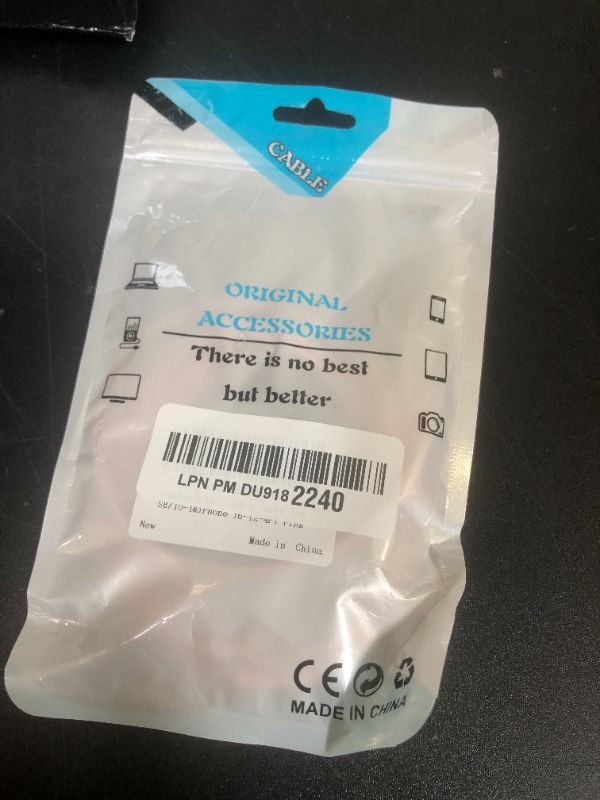 CABLE
ORIGINAL
ACCESSORIES
There is no best
but better
LPN PM DU918 2240
New
Made in China
CE
MADE IN CHINA